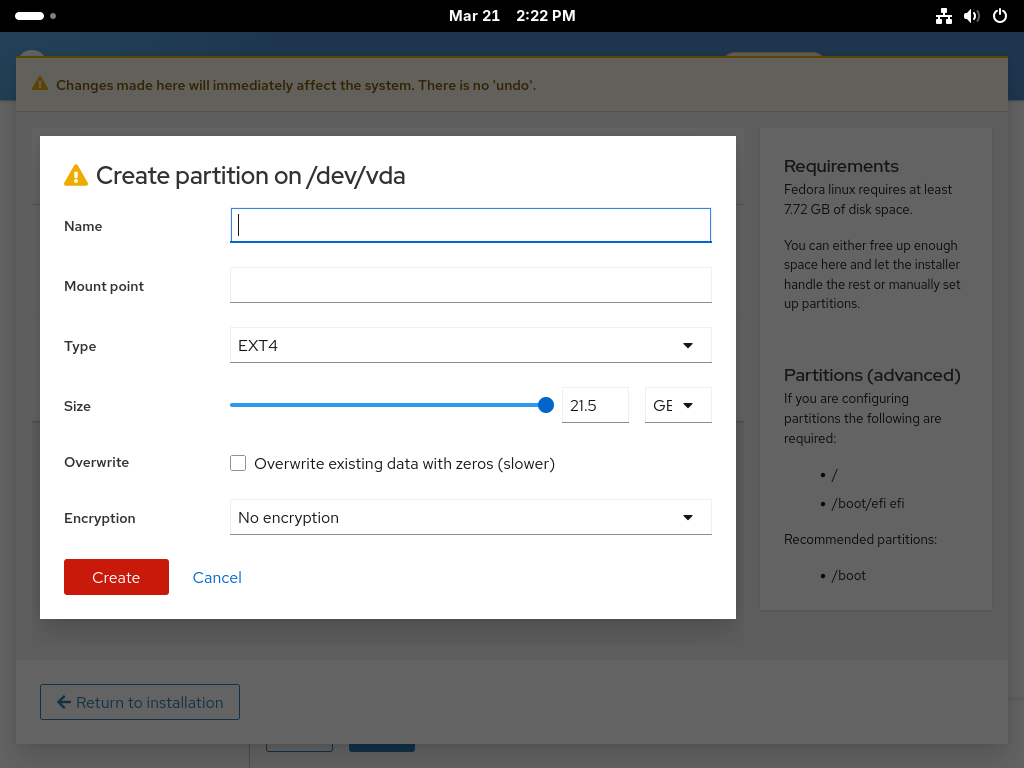 Mar 21 2:22 PM
Changes made here will immediately affect the system. There is no 'undo'.
Create partition on /dev/vda
Name
Mount point
Type
EXT4
Size
21.5
GE
Overwrite
Overwrite existing data with zeros (slower)
Encryption
No encryption
Create
Cancel
Requirements
Fedora linux requires at least
7.72 GB of disk space.
You can either free up enough
space here and let the installer
handle the rest or manually set
up partitions.
Partitions (advanced)
If you are configuring
partitions the following are
required:
• /
• /boot/efi efi
Recommended partitions:
• /boot
Return to installation